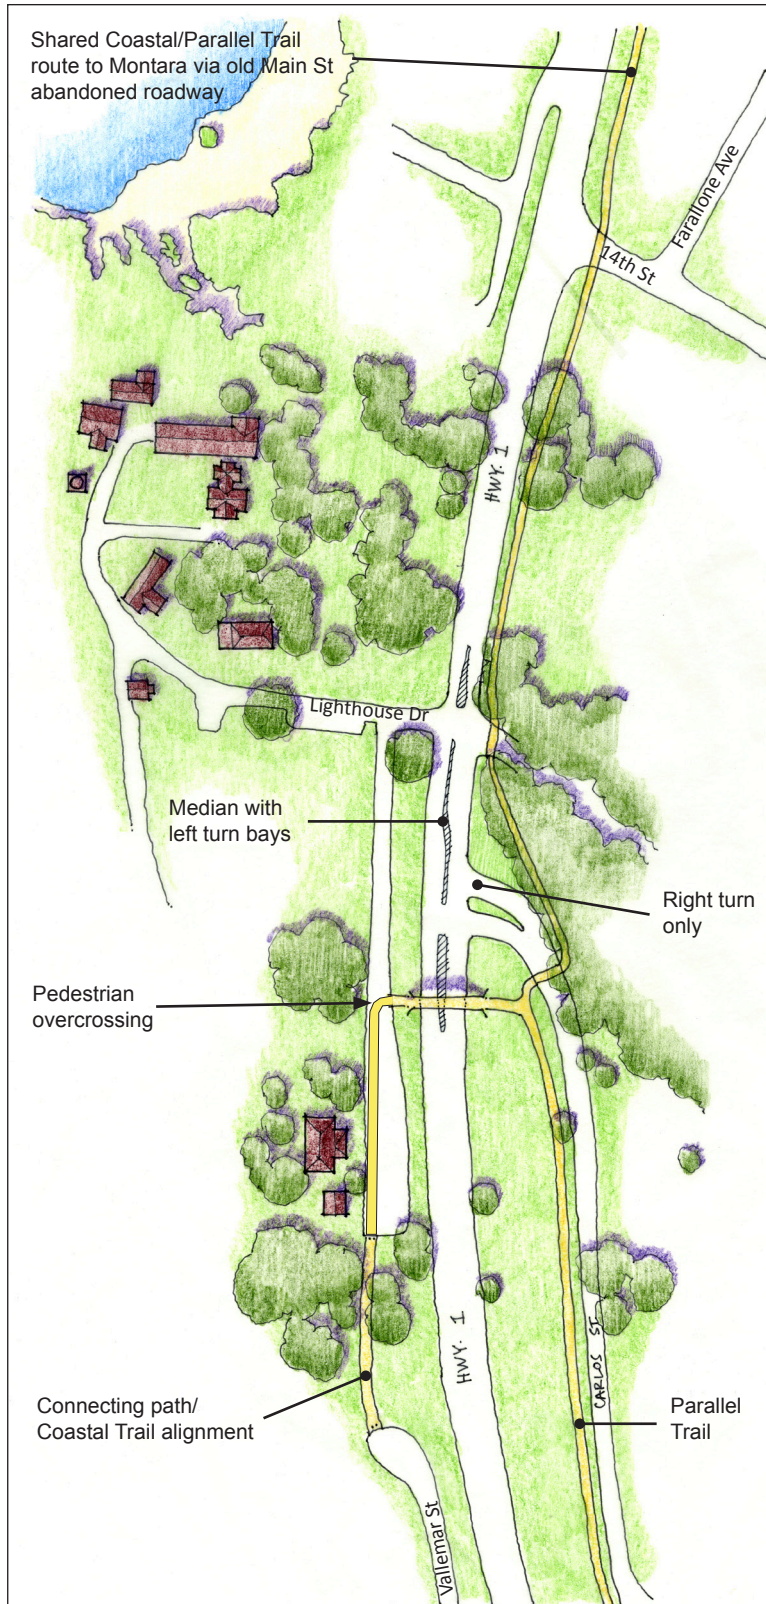 Shared Coastal/Parallel Trail
route to Montara via old Main St
abandoned roadway
Farallone Ave
14th St
HWY. 1
Lighthouse Dr
Median with
left turn bays
Right turn
only
Pedestrian
overcrossing
HWY. 1
CARLOS ST
Connecting path/
Coastal Trail alignment
Parallel
Trail
Vallemar St